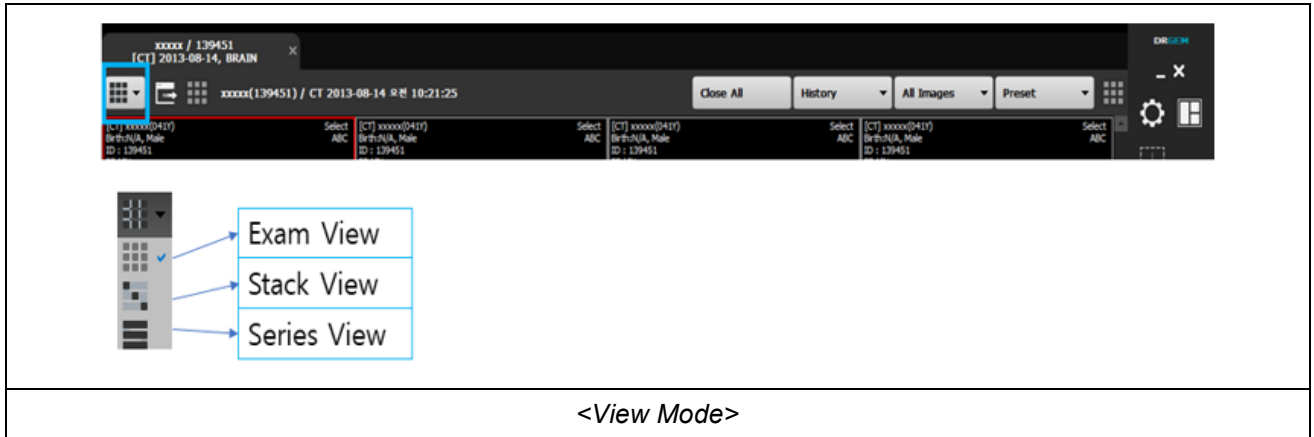 xxxxx / 139451
[CT] 2013-08-14, BRAIN
DRGEM
xxxxx(139451) / CT 2013-08-14 오전 10:21:25
Close All
History
All Images
Preset
[CT] xxxxx(041Y) Select
Birth:N/A, Male ABC
ID : 139451
[CT] xxxxx(041Y) Select
Birth:N/A, Male ABC
ID : 139451
[CT] xxxxx(041Y) Select
Birth:N/A, Male ABC
ID : 139451
[CT] xxxxx(041Y) Select
Birth:N/A, Male ABC
ID : 139451
Exam View
Stack View
Series View
<View Mode>